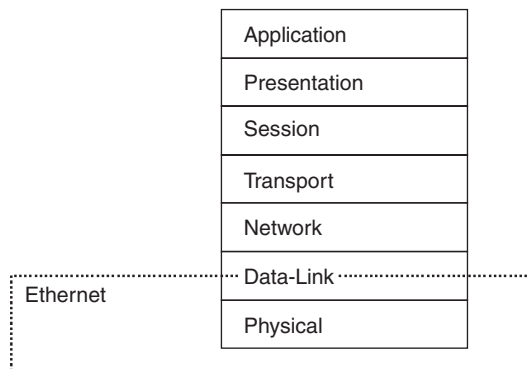 Application
Presentation
Session
Transport
Network
Data-Link
Ethernet
Physical